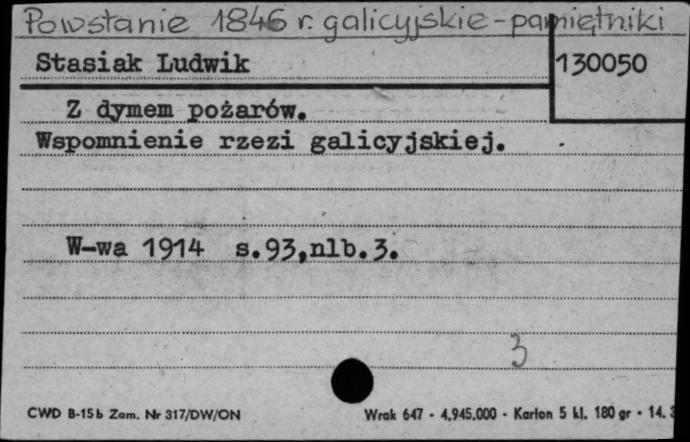 Powstanie 1846 r. galicyjskie - pamiętniki
Stasiak Ludwik
130050
Z dymem pożarów.
Wspomnienie rzezi galicyjskiej.
W-wa 1914 s.93,nlb.3.
3
CWD B-15b Zam. Nr 317/DW/ON
Wrak 647 - 4.945.000 - Karton 5 kl. 180 gr - 14.